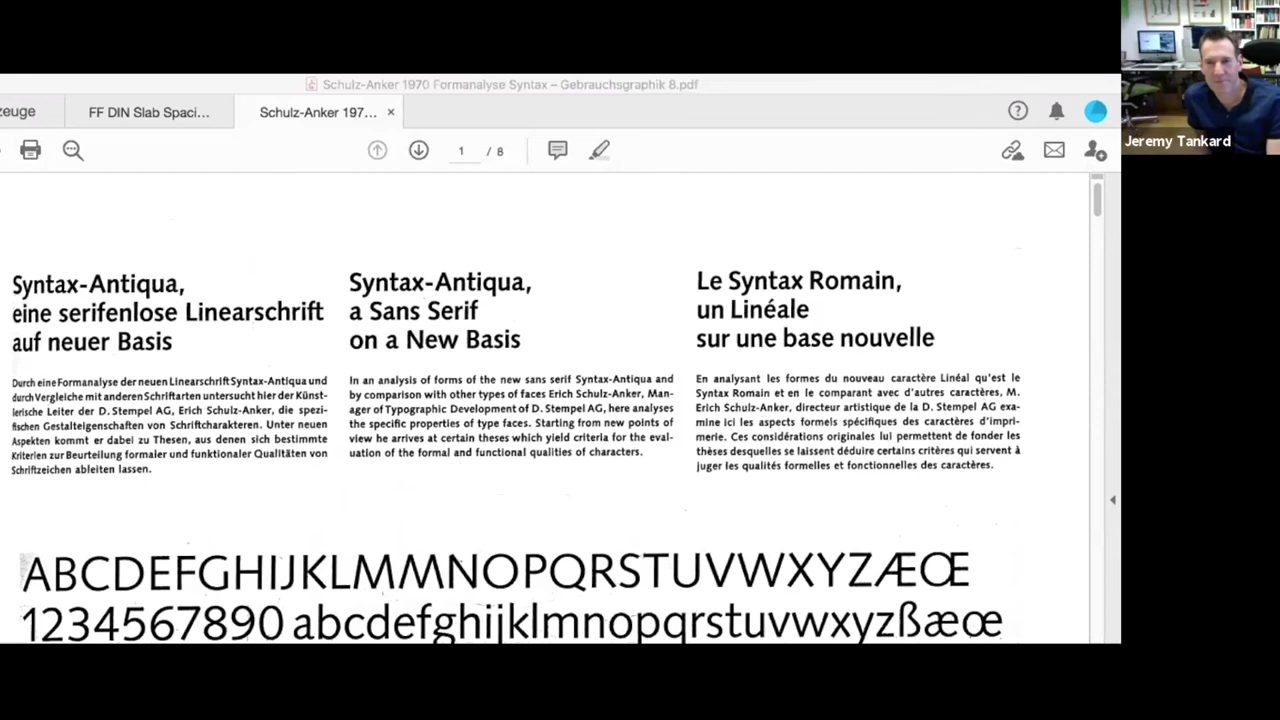 Schulz-Anker 1970 Formanalyse Syntax – Gebrauchsgraphik 8.pdf
zeuge
FF DIN Slab Spaci...
Schulz-Anker 197... ×
1 / 8
Jeremy Tankard
Syntax-Antiqua,
eine serifenlose Linearschrift
auf neuer Basis
Durch eine Formanalyse der neuen Linearschrift Syntax-Antiqua und
durch Vergleiche mit anderen Schriftarten untersucht hier der Künst-
lerische Leiter der D. Stempel AG, Erich Schulz-Anker, die spezi-
fischen Gestalteigenschaften von Schriftcharakteren. Unter neuen
Aspekten kommt er dabei zu Thesen, aus denen sich bestimmte
Kriterien zur Beurteilung formaler und funktionaler Qualitäten von
Schriftzeichen ableiten lassen.
Syntax-Antiqua,
a Sans Serif
on a New Basis
In an analysis of forms of the new sans serif Syntax-Antiqua and
by comparison with other types of faces Erich Schulz-Anker, Man-
ager of Typographic Development of D. Stempel AG, here analyses
the specific properties of type faces. Starting from new points of
view he arrives at certain theses which yield criteria for the eval-
uation of the formal and functional qualities of characters.
Le Syntax Romain,
un Linéale
sur une base nouvelle
En analysant les formes du nouveau caractère Linéal qu'est le
Syntax Romain et en le comparant avec d'autres caractères, M.
Erich Schulz-Anker, directeur artistique de la D. Stempel AG exa-
mine ici les aspects formels spécifiques des caractères d'impri-
merie. Ces considérations originales lui permettent de fonder les
thèses desquelles se laissent déduire certains critères qui servent à
juger les qualités formelles et fonctionnelles des caractères.
ABCDEFGHIJKLMMNOPQRSTUVWXYZÆŒ
1234567890 abcdefghijklmnopqrstuvwxyzßæœ